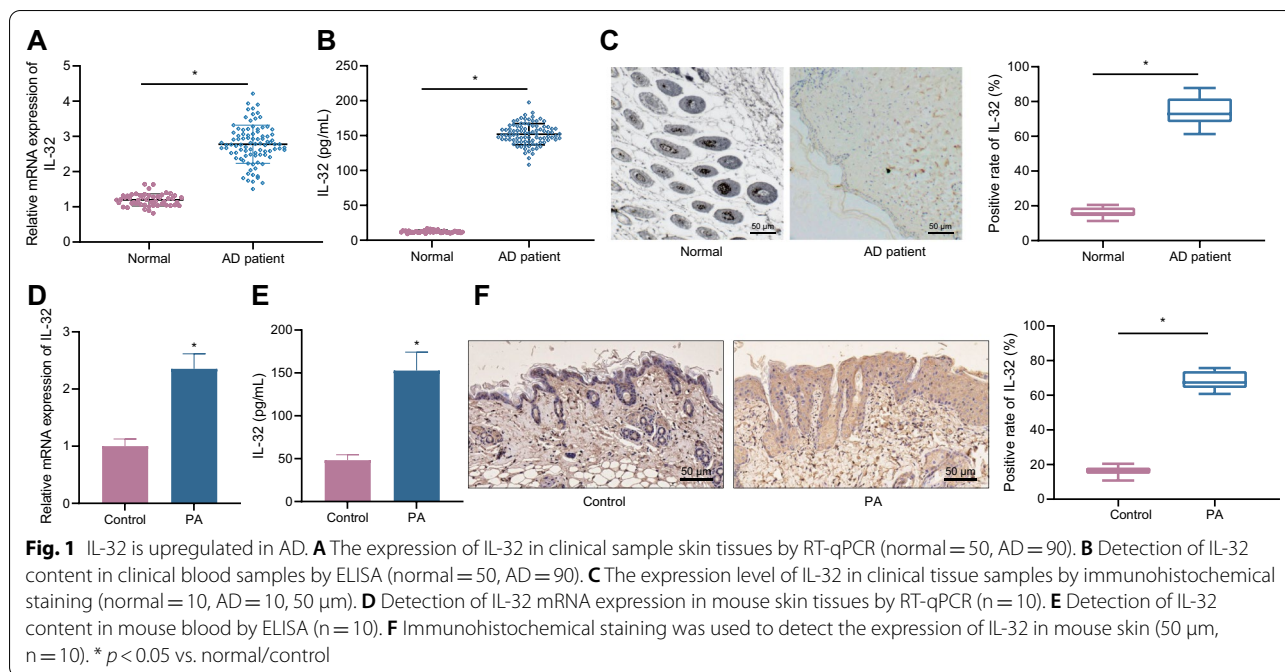 A
Relative mRNA expression of
IL-32
5
4
3
2
1
0
*
Normal
AD patient
B
IL-32 (pg/mL)
250
200
150
100
50
0
*
Normal
AD patient
C
50 µm
Normal
50 µm
AD patient
Positive rate of IL-32 (%)
100
80
60
40
20
0
*
Normal
AD patient
D
Relative mRNA expression of IL-32
3
2
1
0
*
Control
PA
E
IL-32 (pg/mL)
200
150
100
50
0
*
Control
PA
F
50 µm
Control
50 µm
PA
Positive rate of IL-32 (%)
100
80
60
40
20
0
*
Control
PA
Fig. 1 IL-32 is upregulated in AD. A The expression of IL-32 in clinical sample skin tissues by RT-qPCR (normal = 50, AD = 90). B Detection of IL-32
content in clinical blood samples by ELISA (normal = 50, AD = 90). C The expression level of IL-32 in clinical tissue samples by immunohistochemical
staining (normal = 10, AD = 10, 50 μm). D Detection of IL-32 mRNA expression in mouse skin tissues by RT-qPCR (n = 10). E Detection of IL-32
content in mouse blood by ELISA (n = 10). F Immunohistochemical staining was used to detect the expression of IL-32 in mouse skin (50 μm,
n = 10). * p < 0.05 vs. normal/control